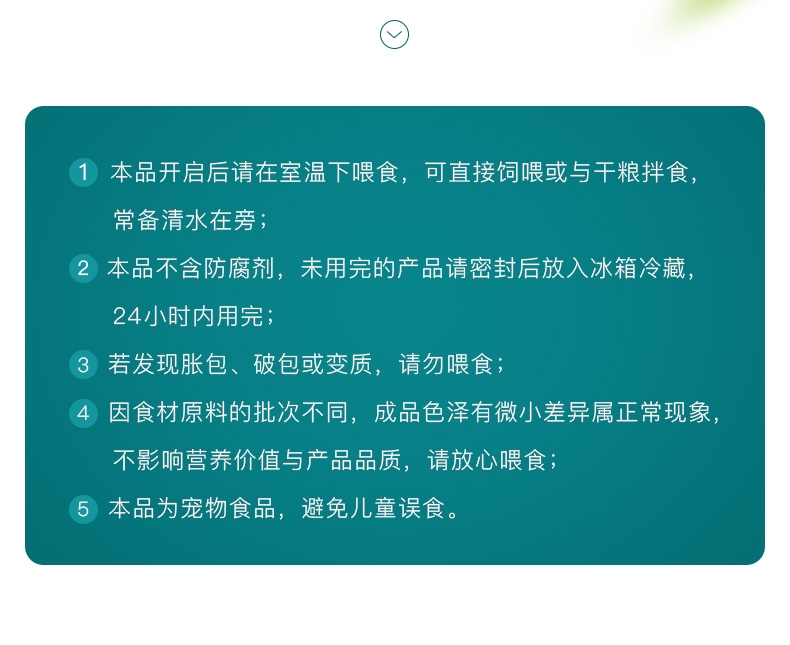 1 本品开启后请在室温下喂食，可直接饲喂或与干粮拌食，
常备清水在旁；
2 本品不含防腐剂，未用完的产品请密封后放入冰箱冷藏，
24小时内用完；
3 若发现胀包、破包或变质，请勿喂食；
4 因食材原料的批次不同，成品色泽有微小差异属正常现象，
不影响营养价值与产品品质，请放心喂食；
5 本品为宠物食品，避免儿童误食。